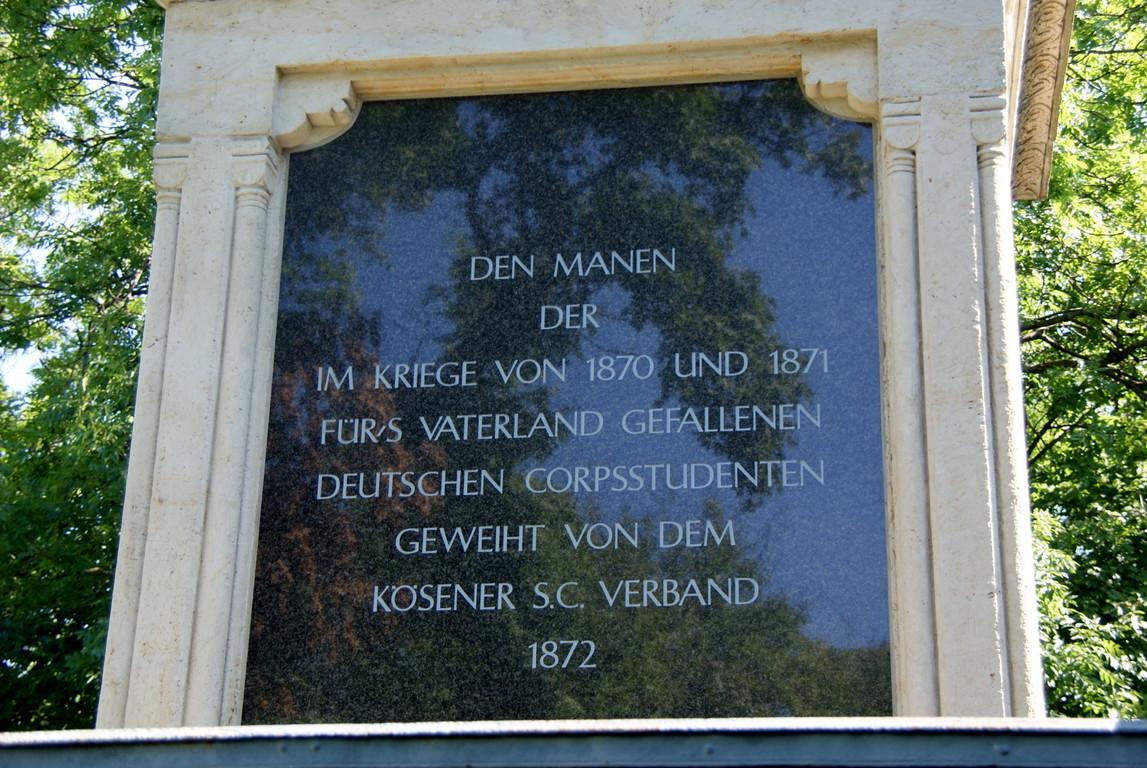 DEN MANEN
DER
IM KRIEGE VON 1870 UND 1871
FÜR'S VATERLAND GEFALLENEN
DEUTSCHEN CORPSSTUDENTEN
GEWEIHT VON DEM
KÖSENER S.C. VERBAND
1872